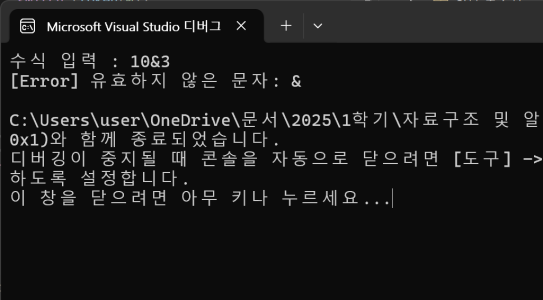 Microsoft Visual Studio 디버그
수식 입력 : 10&3
[Error] 유효하지 않은 문자: &
C:\Users\user\OneDrive\문서\2025\1학기\자료구조 및 알
0x1)와 함께 종료되었습니다.
디버깅이 중지될 때 콘솔을 자동으로 닫으려면 [도구] ->
하도록 설정합니다.
이 창을 닫으려면 아무 키나 누르세요...